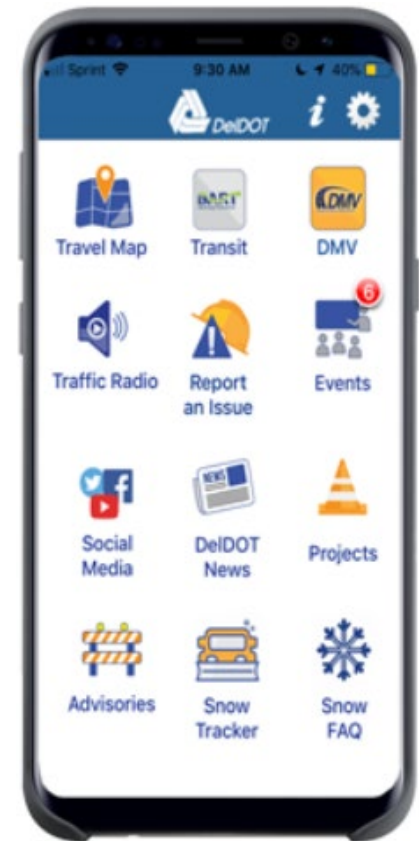 Sprint 9:30 AM 40%
DelDOT i
Travel Map Transit DMV
DART
DMV
6
Traffic Radio Report an Issue Events
NEWS
Social Media DelDOT News Projects
Advisories Snow Tracker Snow FAQ